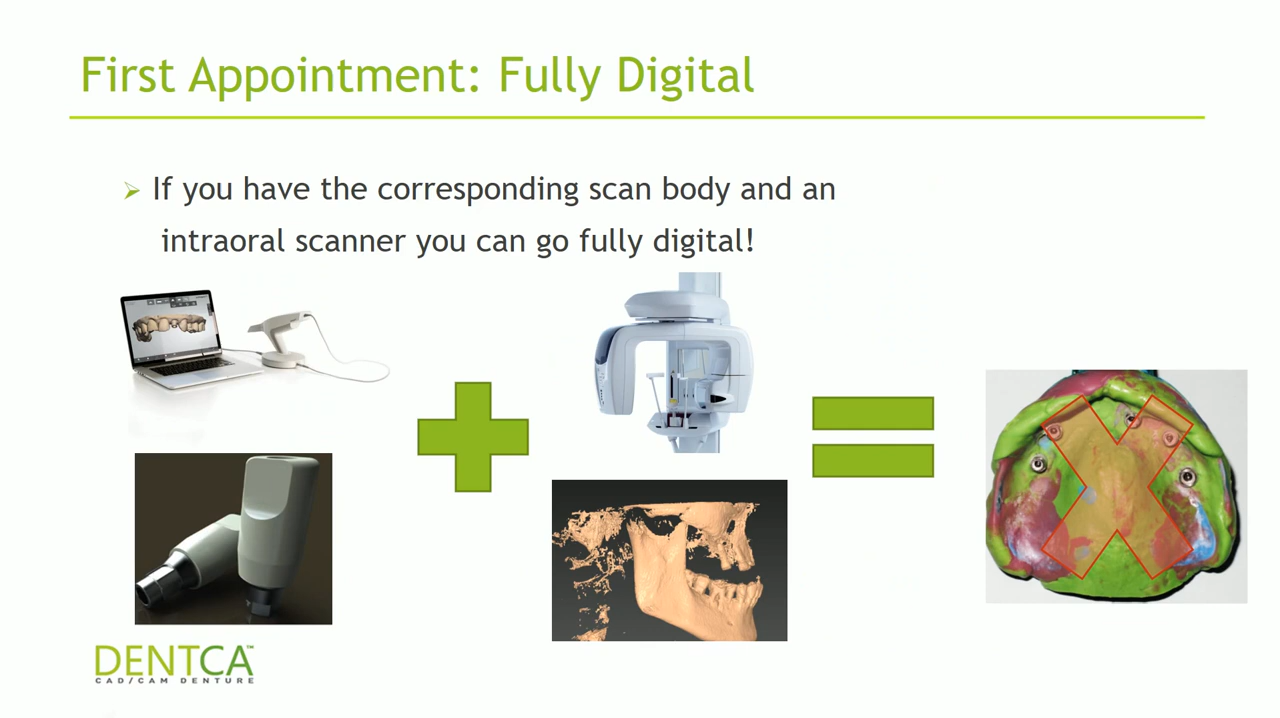 First Appointment: Fully Digital
If you have the corresponding scan body and an
intraoral scanner you can go fully digital!
DENTCA™
CAD/CAM DENTURE